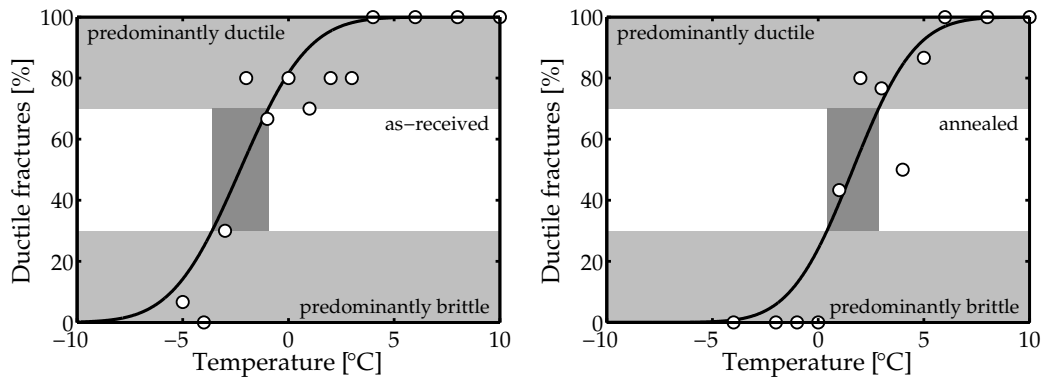 100
80
60
40
20
0
Ductile fractures [%]
predominantly ductile
as−received
predominantly brittle
−10
−5
0
5
10
Temperature [°C]
100
80
60
40
20
0
Ductile fractures [%]
predominantly ductile
annealed
predominantly brittle
−10
−5
0
5
10
Temperature [°C]